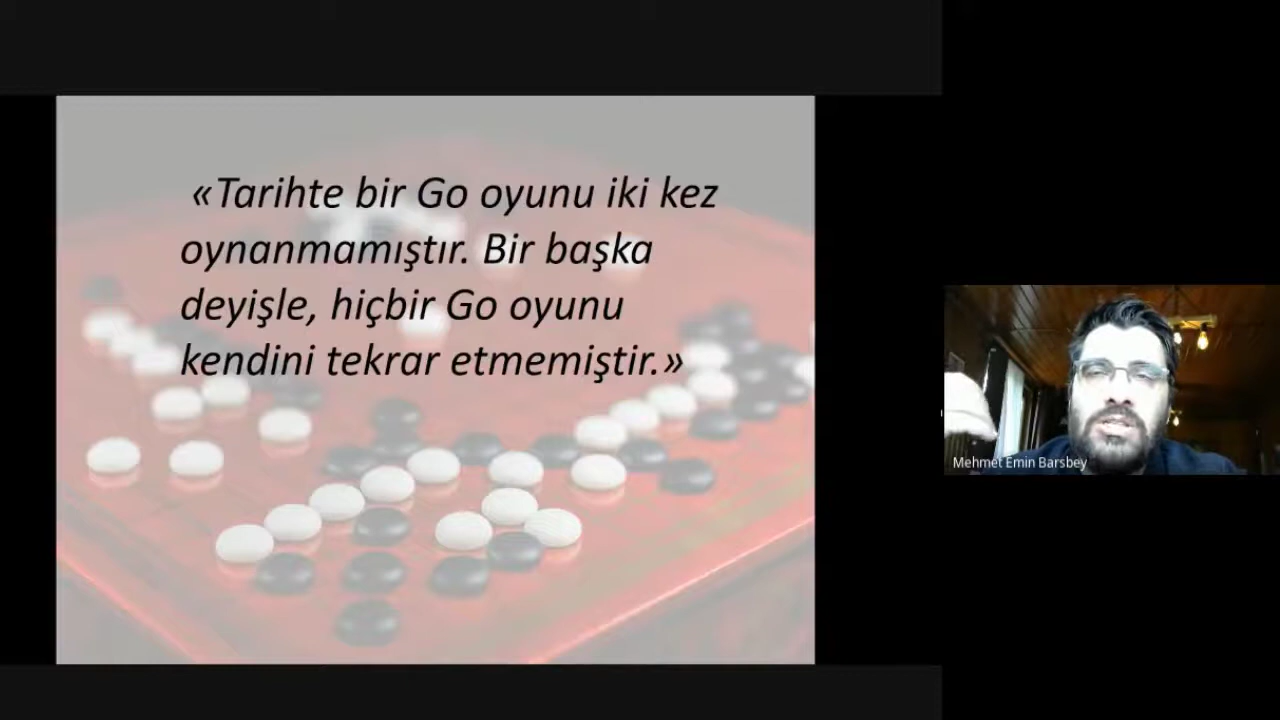 «Tarihte bir Go oyunu iki kez
oynanmamıştır. Bir başka
deyişle, hiçbir Go oyunu
kendini tekrar etmemiştir.»
Mehmet Emin Barsbey